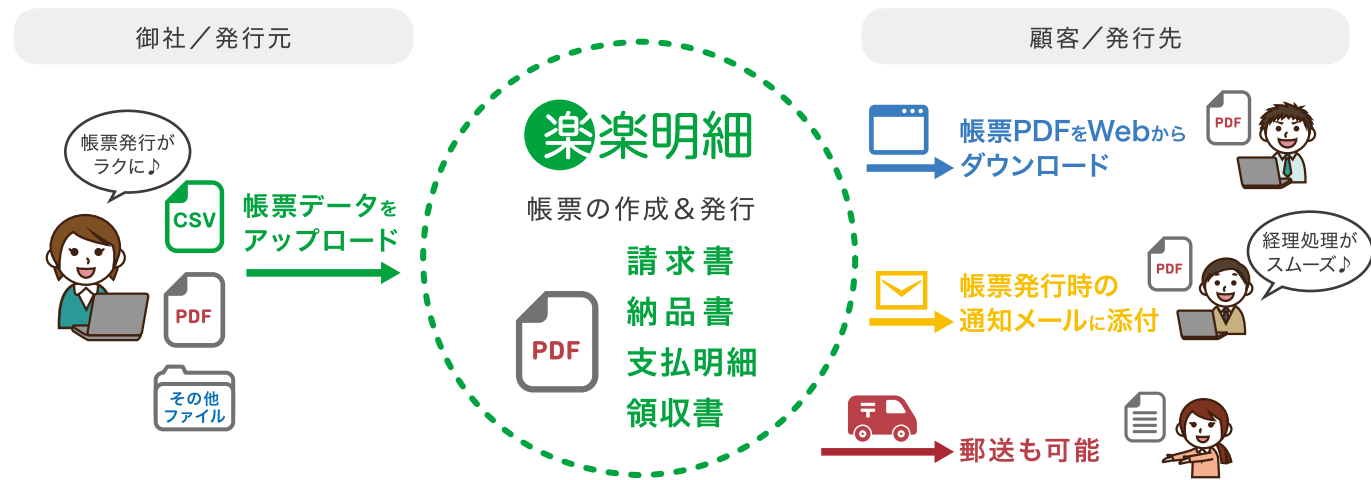 御社／発行元
帳票発行が
ラクに♪
CSV
PDF
その他
ファイル
帳票データを
アップロード
楽楽明細
帳票の作成＆発行
PDF
請求書
納品書
支払明細
領収書
顧客／発行先
帳票PDFをWebから
ダウンロード
PDF
帳票発行時の
通知メールに添付
PDF
経理処理が
スムーズ♪
〒
郵送も可能